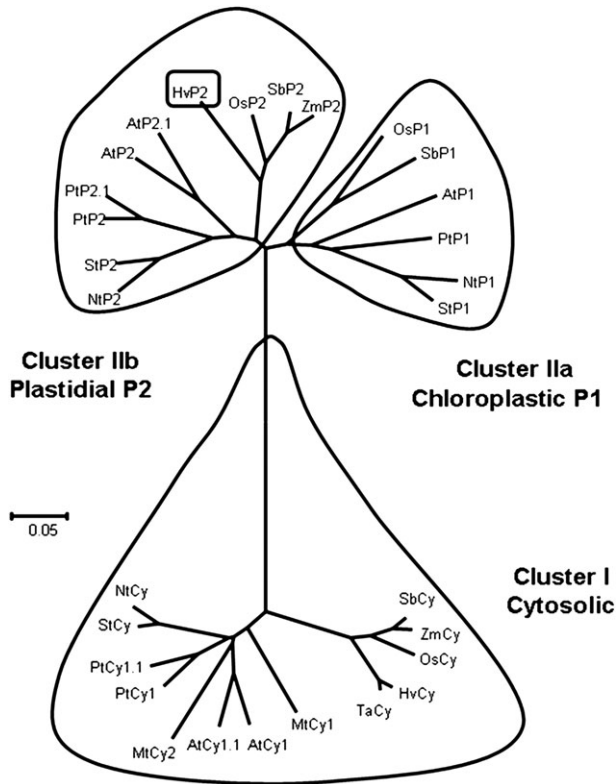 HvP2
OsP2
SbP2
ZmP2
AtP2.1
AtP2
PtP2.1
PtP2
StP2
NtP2
OsP1
SbP1
AtP1
PtP1
NtP1
StP1
Cluster IIb
Plastidial P2
Cluster IIa
Chloroplastic P1
0.05
Cluster I
Cytosolic
NtCy
StCy
PtCy1.1
PtCy1
MtCy2
AtCy1.1
AtCy1
MtCy1
SbCy
ZmCy
OsCy
HvCy
TaCy